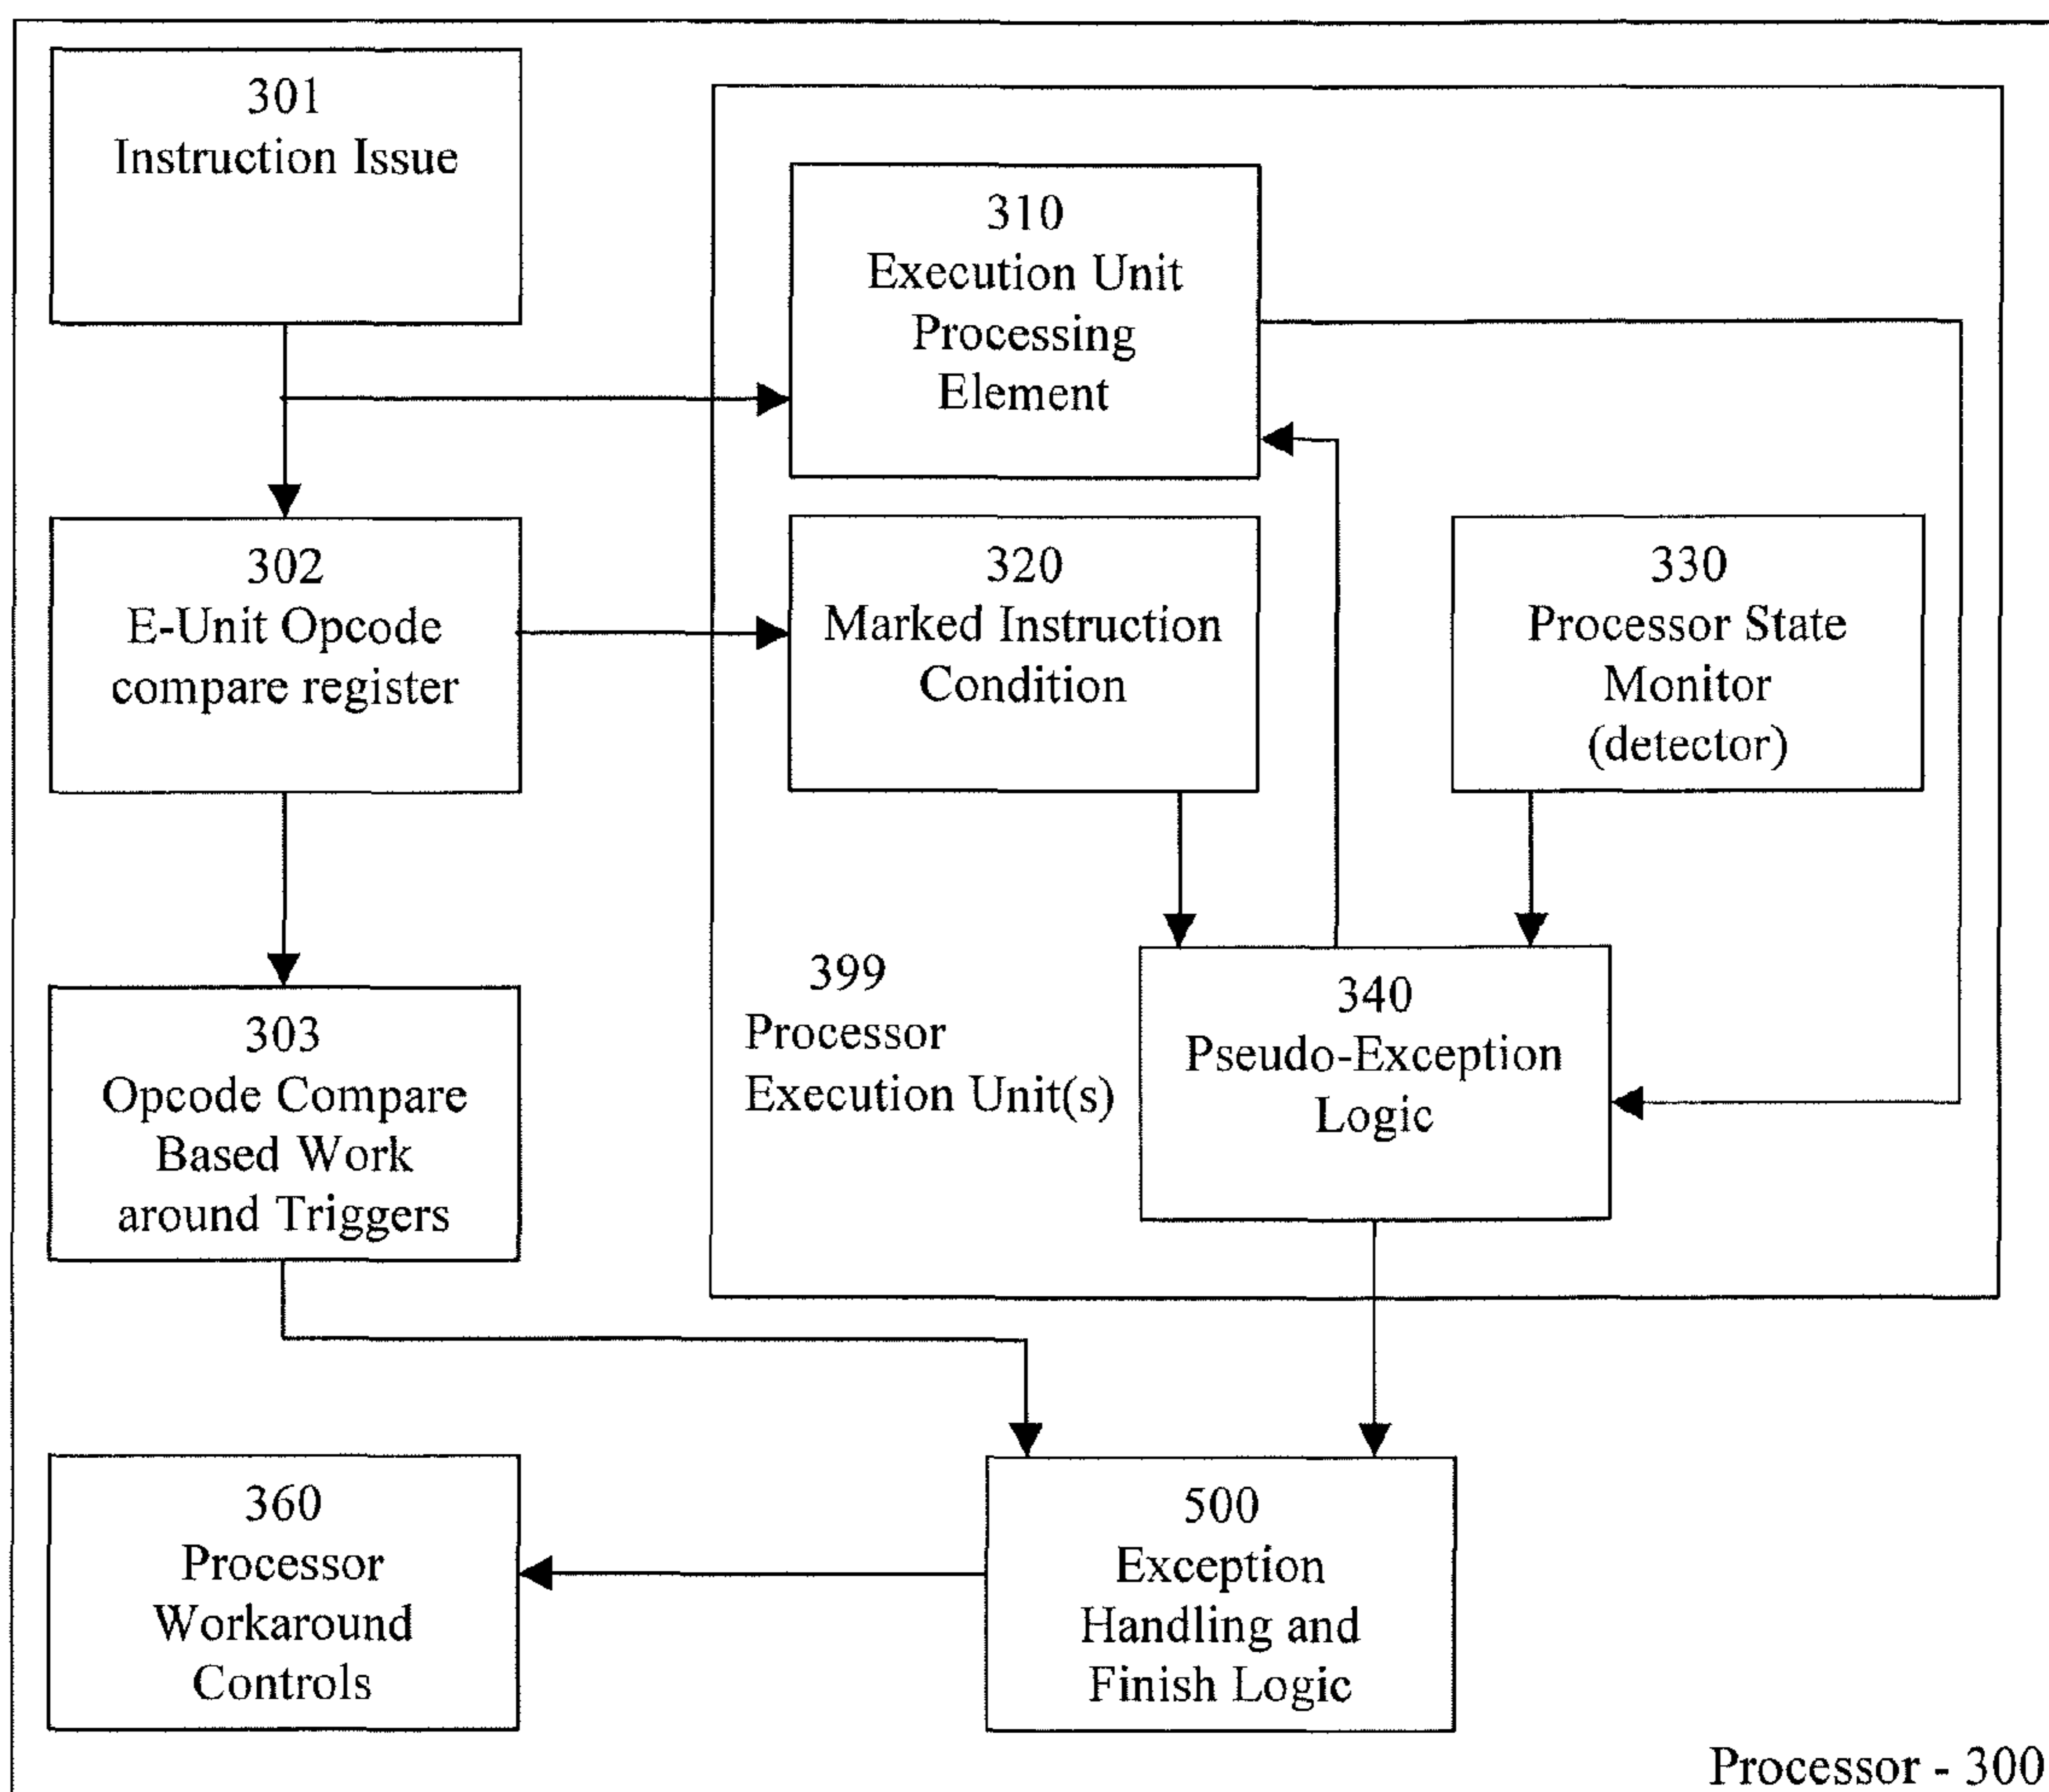 301
Instruction Issue
310
Execution Unit
Processing
Element
302
E-Unit Opcode
compare register
320
Marked Instruction
Condition
330
Processor State
Monitor
(detector)
303
Opcode Compare
Based Work
around Triggers
399
Processor
Execution Unit(s)
340
Pseudo-Exception
Logic
360
Processor
Workaround
Controls
500
Exception
Handling and
Finish Logic
Processor - 300